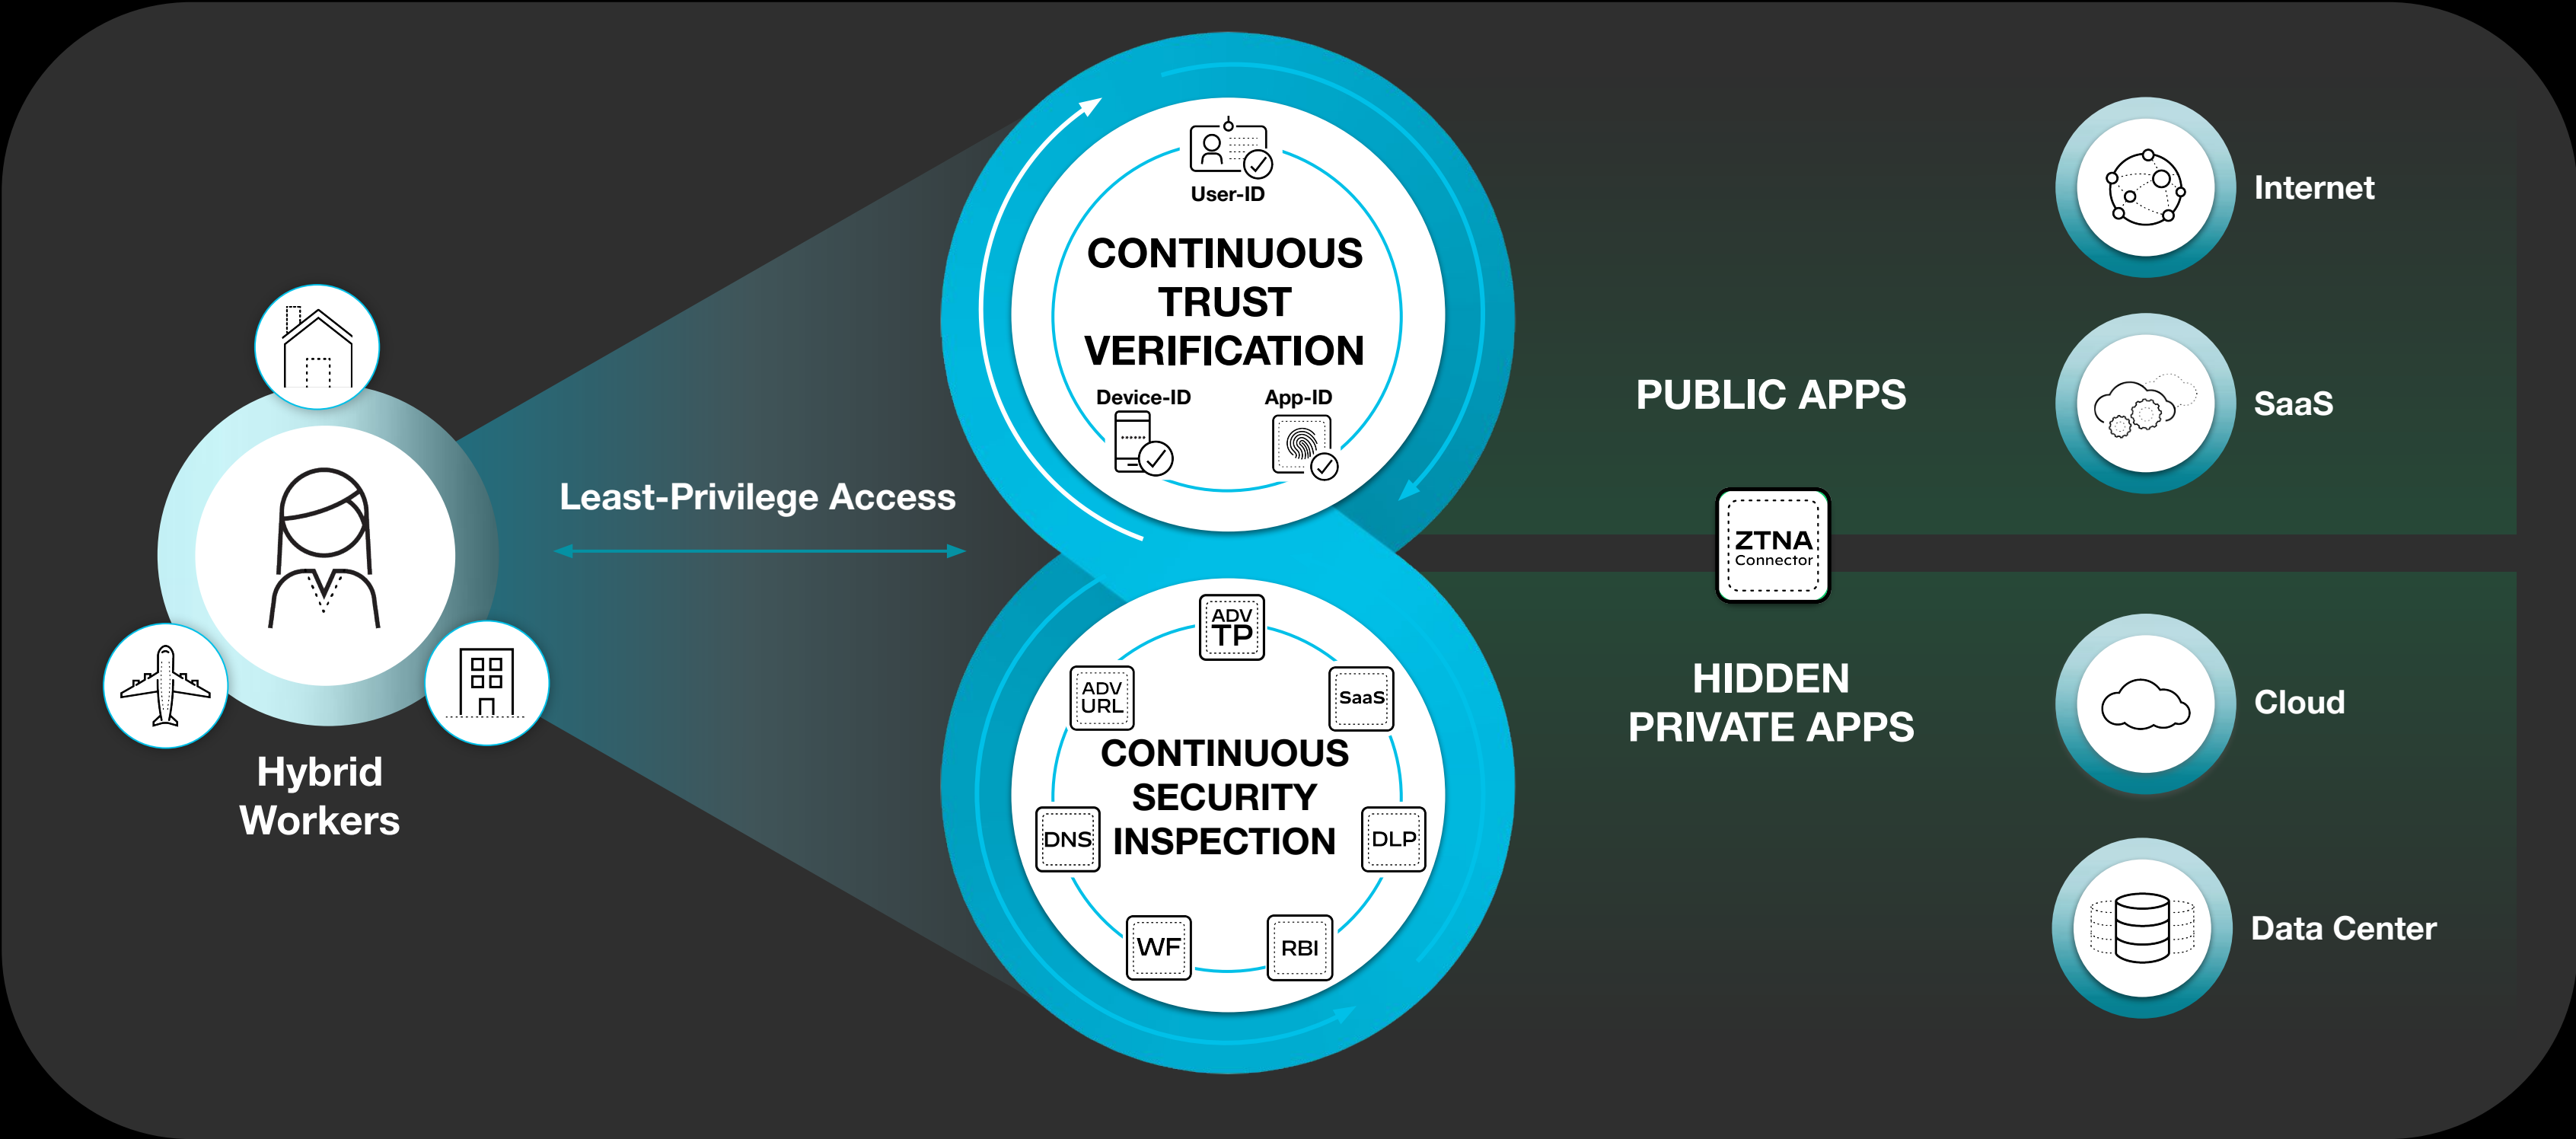 Hybrid
Workers
Least-Privilege Access
User-ID
CONTINUOUS
TRUST
VERIFICATION
Device-ID
App-ID
ADV
TP
ADV
URL
SaaS
CONTINUOUS
SECURITY
INSPECTION
DNS
DLP
WF
RBI
PUBLIC APPS
ZTNA
Connector
HIDDEN
PRIVATE APPS
Internet
SaaS
Cloud
Data Center